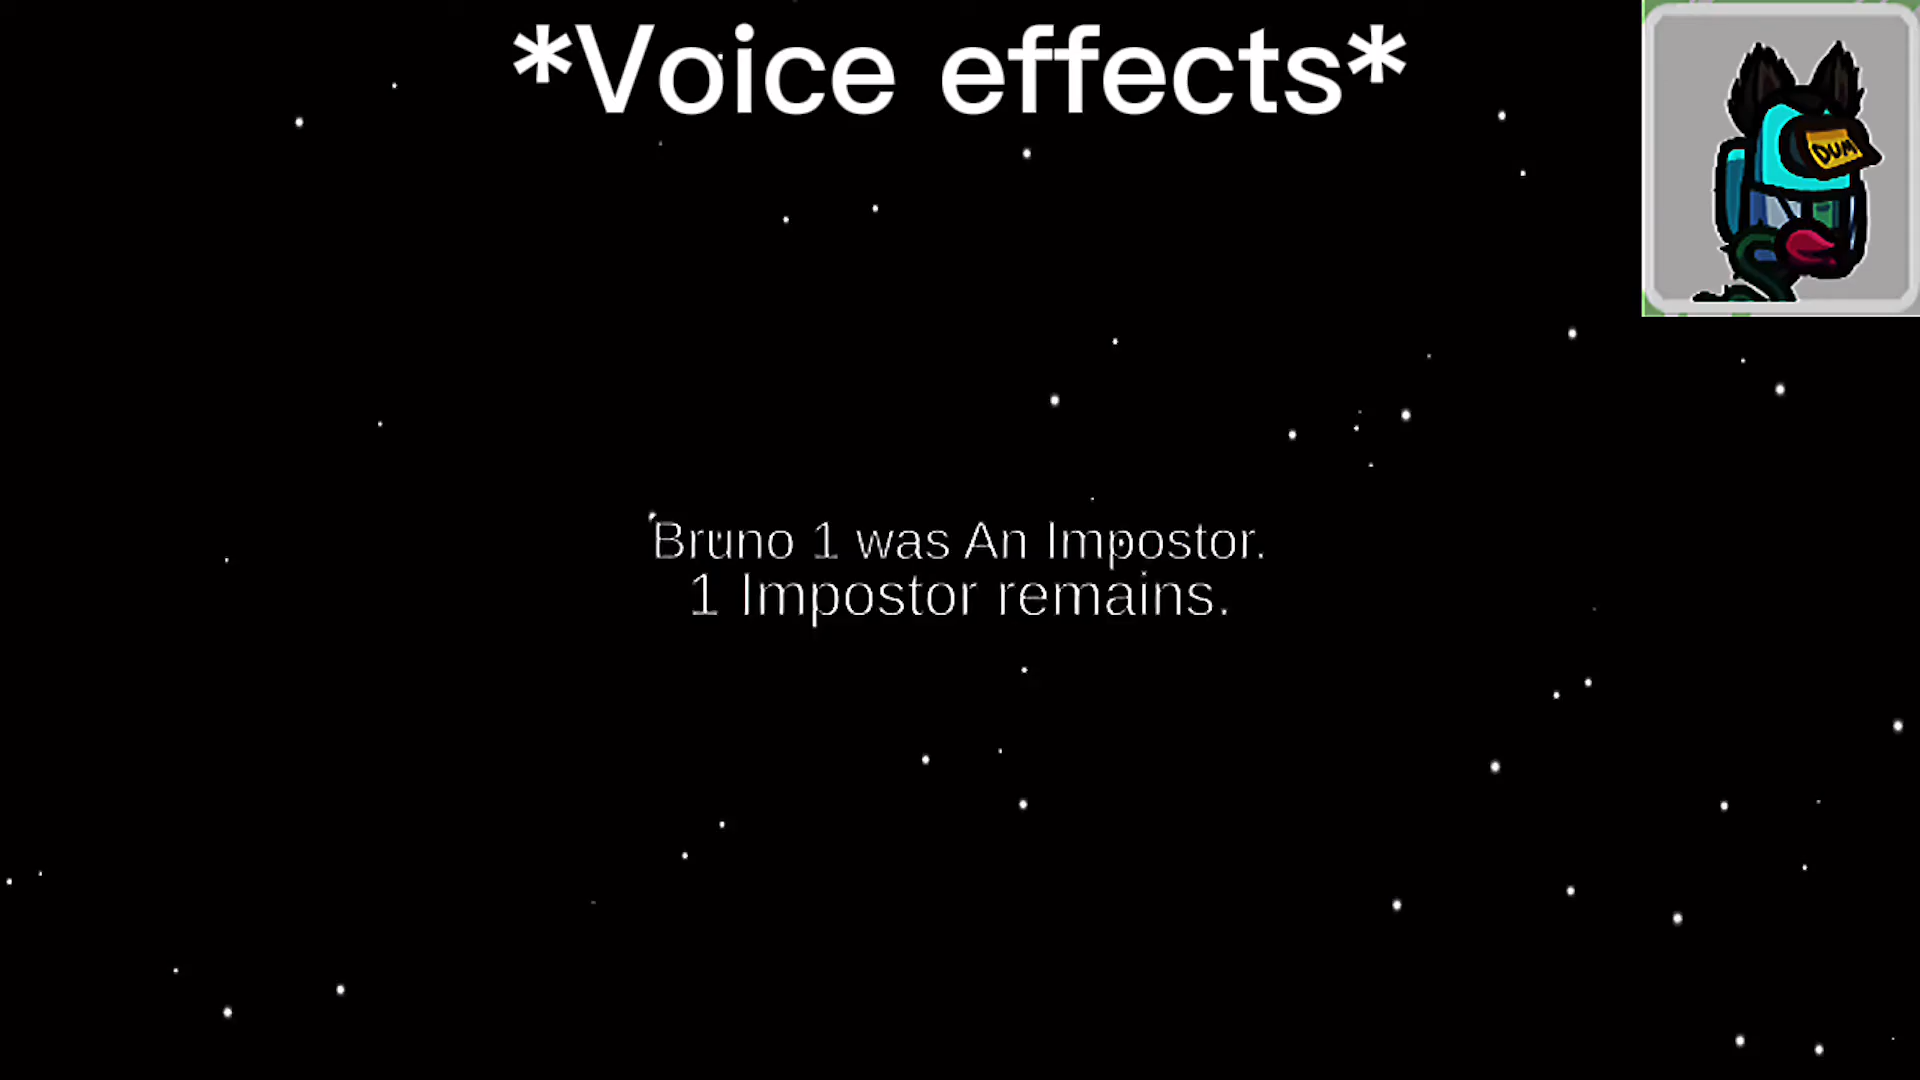 *Voice effects*
DUM
Bruno 1 was An Impostor.
1 Impostor remains.